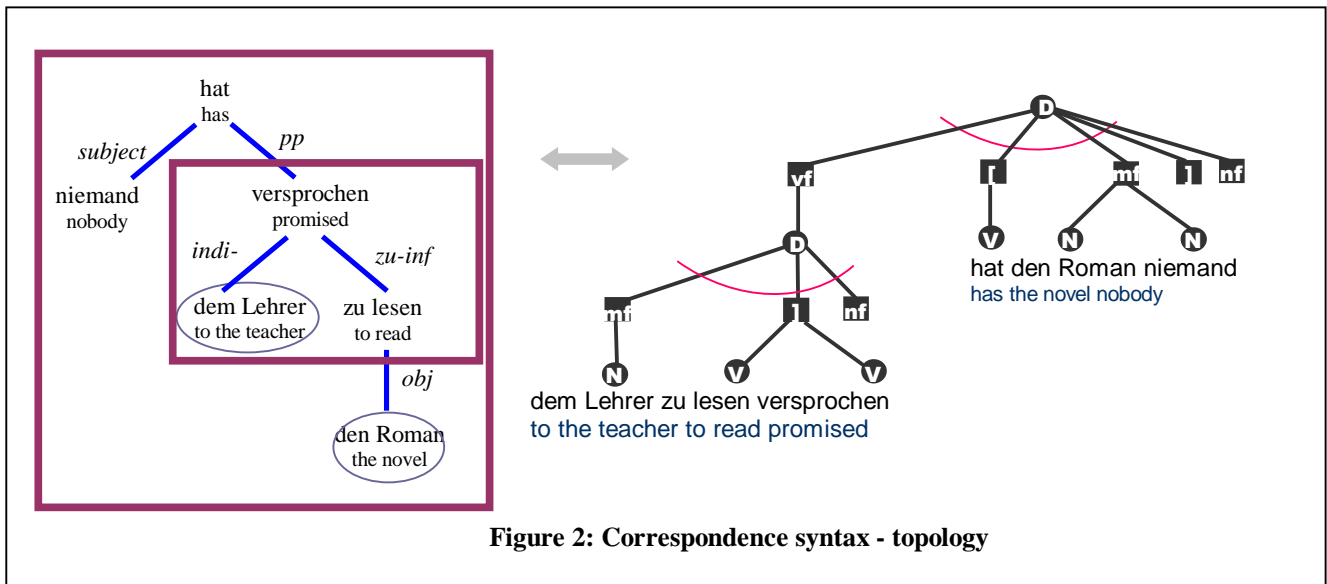 hat
has
subject
pp
niemand
nobody
versprochen
promised
indi-
zu-inf
dem Lehrer
to the teacher
zu lesen
to read
obj
den Roman
the novel
D
vf
[
mf
]
nf
V
N
N
hat den Roman niemand
has the novel nobody
D
mf
]
nf
N
V
V
dem Lehrer zu lesen versprochen
to the teacher to read promised
Figure 2: Correspondence syntax - topology